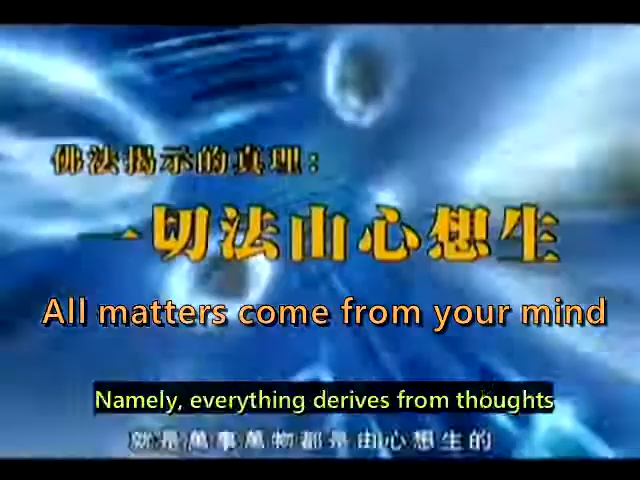 佛法揭示的真理:
一切法由心想生
All matters come from your mind
Namely, everything derives from thoughts
就是萬事萬物都是由心想生的